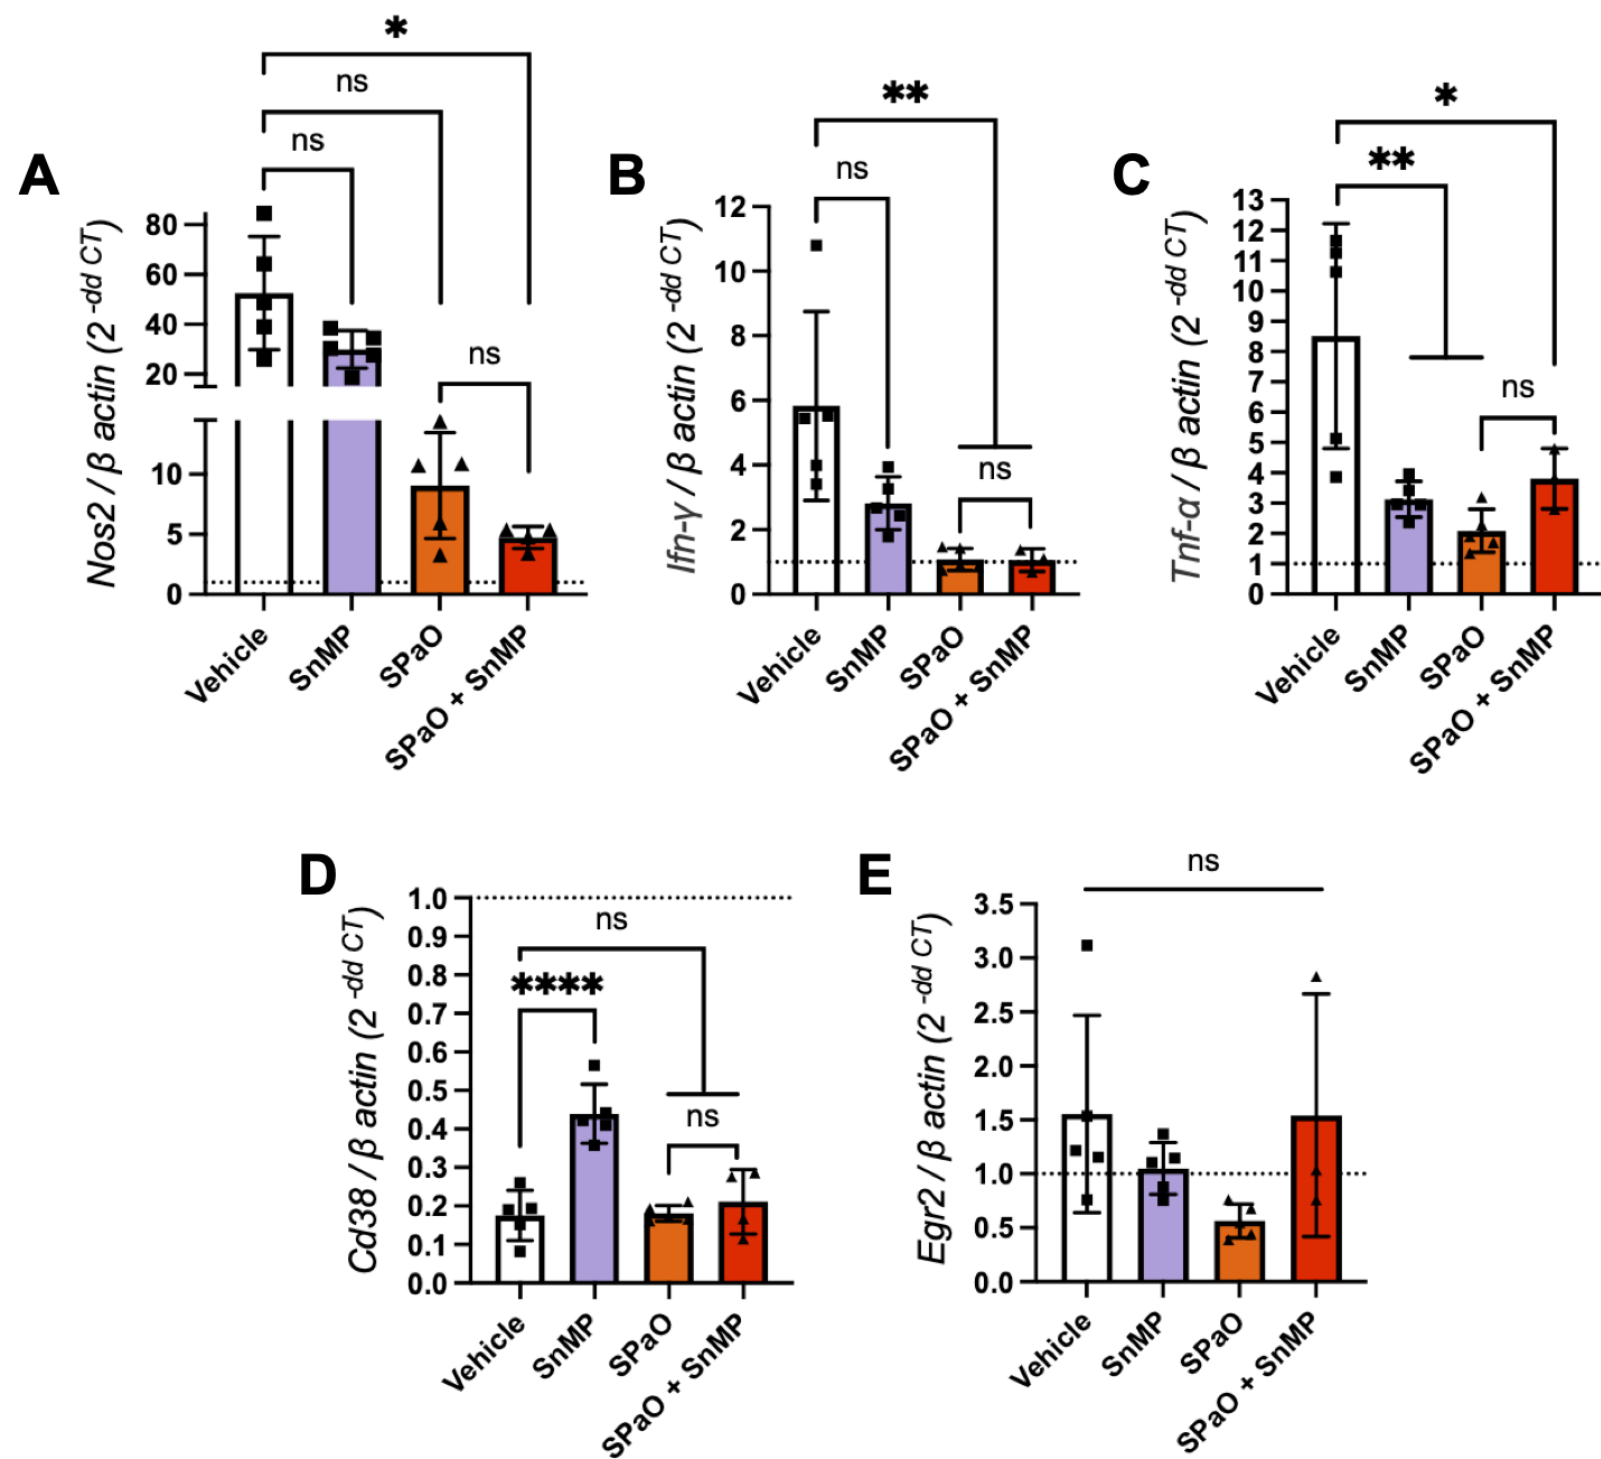 A
*
ns
ns
ns
Nos2 / β actin (2 -dd CT)
80
60
40
20
10
5
0
Vehicle
SnMP
SPaO
SPaO + SnMP
B
**
ns
ns
Ifn-γ / β actin (2 -dd CT)
12
10
8
6
4
2
0
Vehicle
SnMP
SPaO
SPaO + SnMP
C
*
**
ns
Tnf-α / β actin (2 -dd CT)
13
12
11
10
9
8
7
6
5
4
3
2
1
0
Vehicle
SnMP
SPaO
SPaO + SnMP
D
ns
****
ns
Cd38 / β actin (2 -dd CT)
1.0
0.9
0.8
0.7
0.6
0.5
0.4
0.3
0.2
0.1
0.0
Vehicle
SnMP
SPaO
SPaO + SnMP
E
ns
Egr2 / β actin (2 -dd CT)
3.5
3.0
2.5
2.0
1.5
1.0
0.5
0.0
Vehicle
SnMP
SPaO
SPaO + SnMP